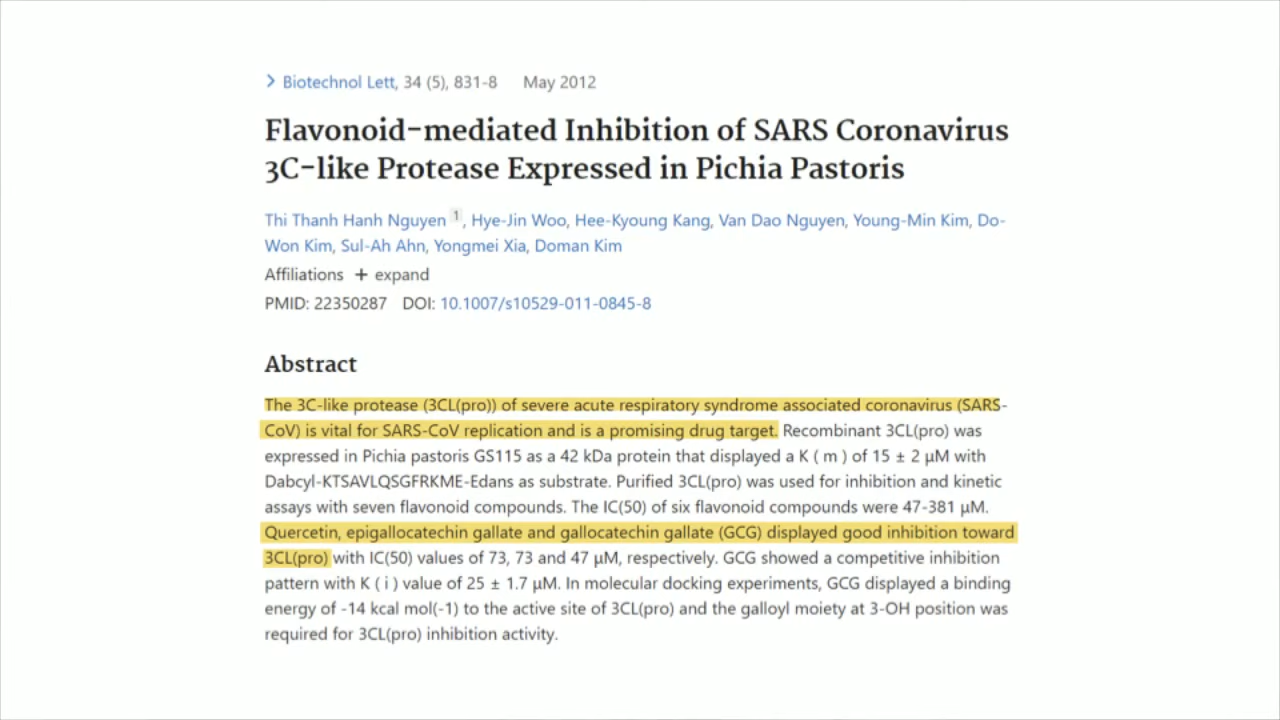 Biotechnol Lett, 34 (5), 831-8 May 2012
Flavonoid-mediated Inhibition of SARS Coronavirus
3C-like Protease Expressed in Pichia Pastoris
Thi Thanh Hanh Nguyen 1, Hye-Jin Woo, Hee-Kyoung Kang, Van Dao Nguyen, Young-Min Kim, Do-
Won Kim, Sul-Ah Ahn, Yongmei Xia, Doman Kim
Affiliations + expand
PMID: 22350287 DOI: 10.1007/s10529-011-0845-8
Abstract
The 3C-like protease (3CL(pro)) of severe acute respiratory syndrome associated coronavirus (SARS-
CoV) is vital for SARS-CoV replication and is a promising drug target. Recombinant 3CL(pro) was
expressed in Pichia pastoris GS115 as a 42 kDa protein that displayed a K ( m ) of 15 ± 2 μM with
Dabcyl-KTSAVLQSGFRKME-Edans as substrate. Purified 3CL(pro) was used for inhibition and kinetic
assays with seven flavonoid compounds. The IC(50) of six flavonoid compounds were 47-381 μM.
Quercetin, epigallocatechin gallate and gallocatechin gallate (GCG) displayed good inhibition toward
3CL(pro) with IC(50) values of 73, 73 and 47 μM, respectively. GCG showed a competitive inhibition
pattern with K ( i ) value of 25 ± 1.7 μM. In molecular docking experiments, GCG displayed a binding
energy of -14 kcal mol(-1) to the active site of 3CL(pro) and the galloyl moiety at 3-OH position was
required for 3CL(pro) inhibition activity.